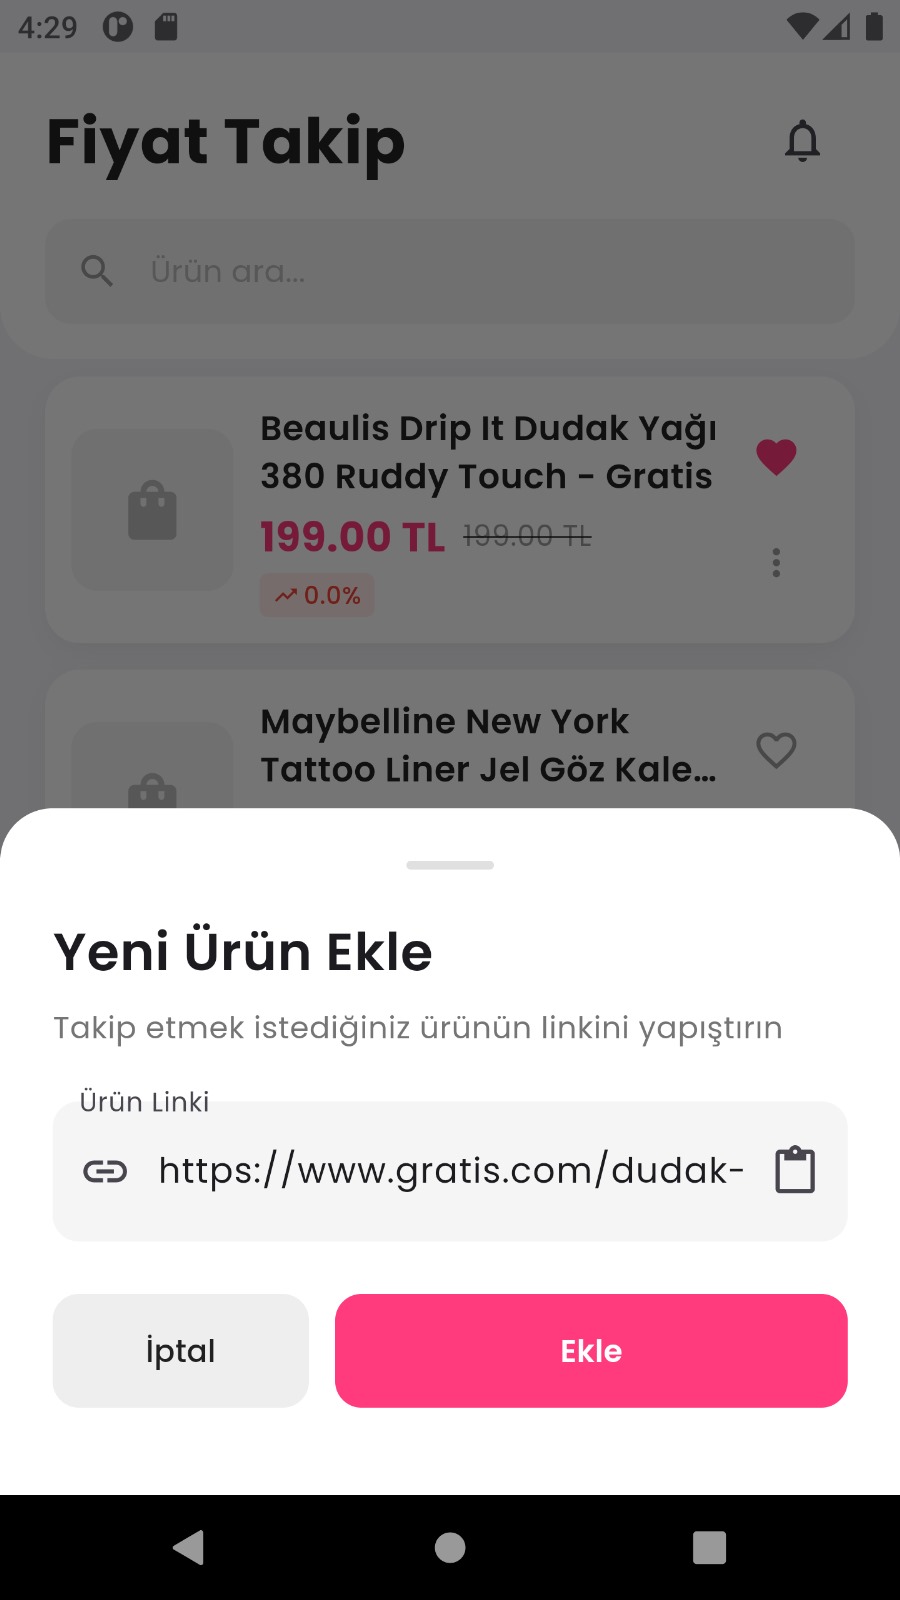 4:29
Fiyat Takip
Ürün ara...
Beaulis Drip It Dudak Yağı
380 Ruddy Touch - Gratis
199.00 TL 199.00 TL
0.0%
Maybelline New York
Tattoo Liner Jel Göz Kale...
Yeni Ürün Ekle
Takip etmek istediğiniz ürünün linkini yapıştırın
Ürün Linki
https://www.gratis.com/dudak-
İptal
Ekle